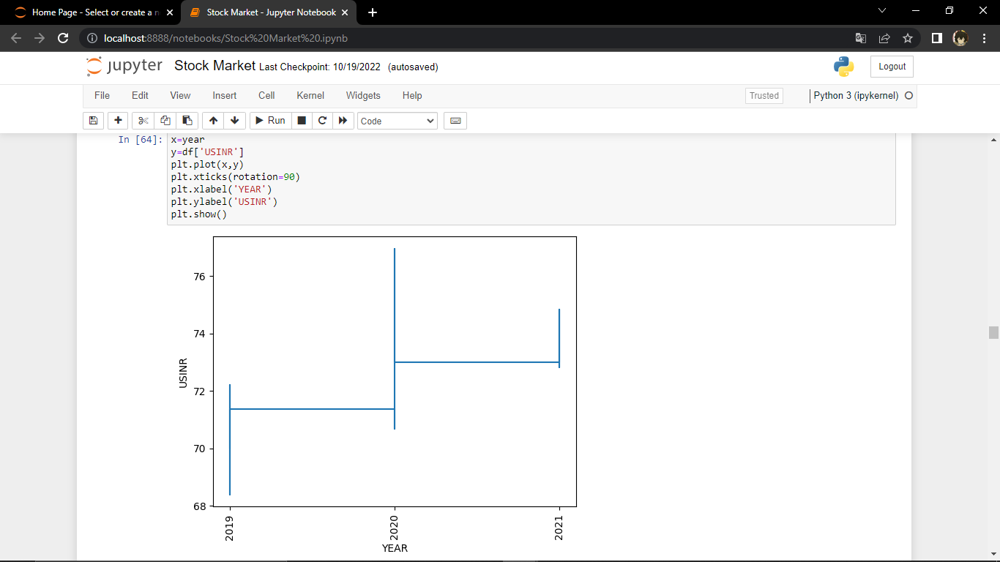 Home Page - Select or create a n
Stock Market - Jupyter Notebook
localhost:8888/notebooks/Stock%20Market%20.ipynb
jupyter Stock Market Last Checkpoint: 10/19/2022 (autosaved)
Logout
File Edit View Insert Cell Kernel Widgets Help
Trusted
Python 3 (ipykernel)
Run
Code
In [64]:
x=year
y=df['USINR']
plt.plot(x,y)
plt.xticks(rotation=90)
plt.xlabel('YEAR')
plt.ylabel('USINR')
plt.show()
76
74
72
70
68
USINR
2019
2020
2021
YEAR